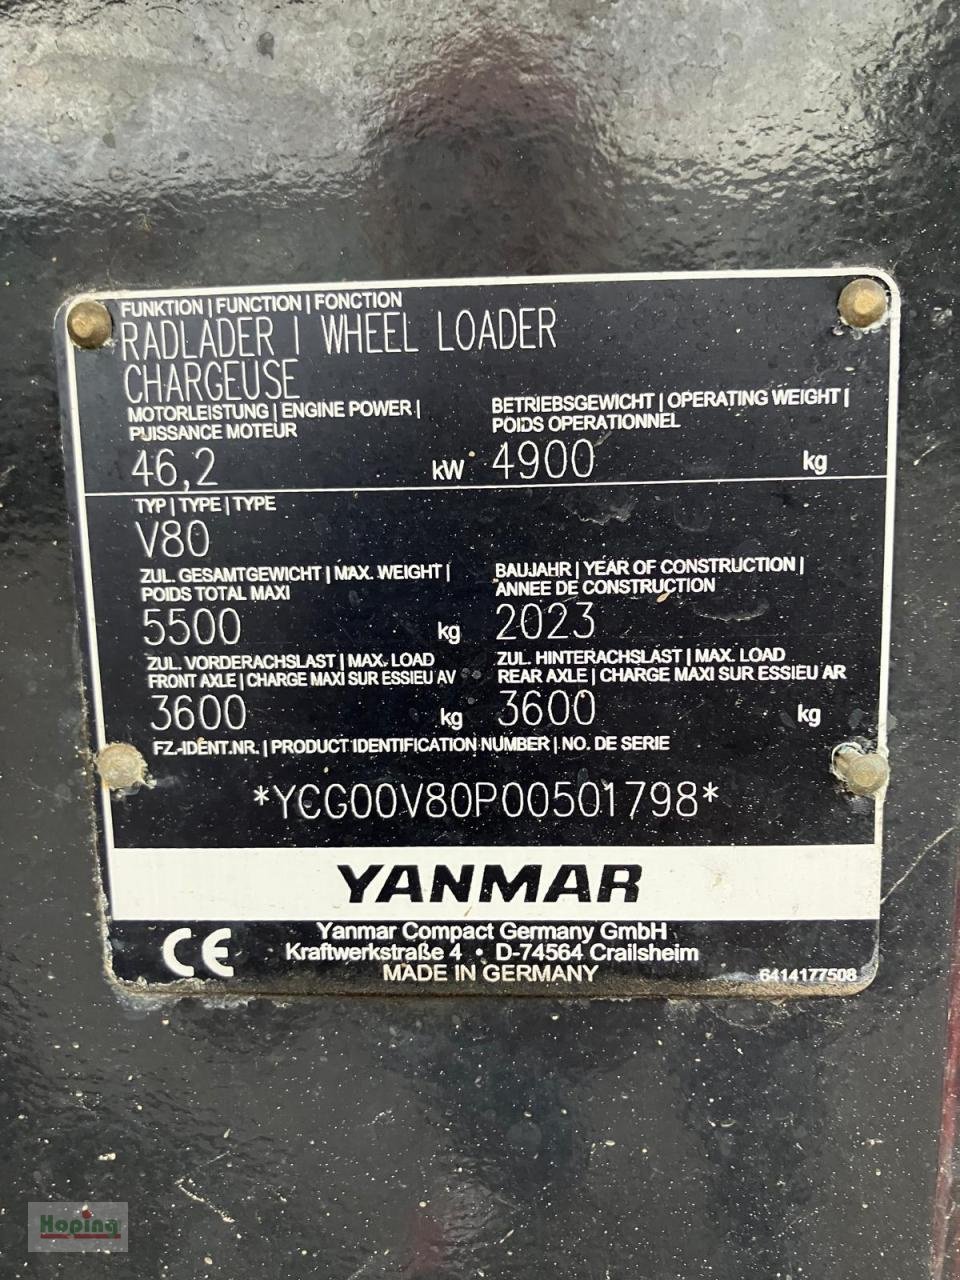 FUNKTION | FUNCTION | FONCTION
RADLADER | WHEEL LOADER
CHARGEUSE
MOTORLEISTUNG | ENGINE POWER |
PUISSANCE MOTEUR
46,2 kW
BETRIEBSGEWICHT | OPERATING WEIGHT |
POIDS OPERATIONNEL
4900 kg
TYP | TYPE | TYPE
V80
ZUL. GESAMTGEWICHT | MAX. WEIGHT |
POIDS TOTAL MAXI
5500 kg
BAUJAHR | YEAR OF CONSTRUCTION |
ANNEE DE CONSTRUCTION
2023
ZUL. VORDERACHSLAST | MAX. LOAD
FRONT AXLE | CHARGE MAXI SUR ESSIEU AV
3600 kg
ZUL. HINTERACHSLAST | MAX. LOAD
REAR AXLE | CHARGE MAXI SUR ESSIEU AR
3600 kg
FZ.-IDENT.NR. | PRODUCT IDENTIFICATION NUMBER | NO. DE SERIE
*YCG00V80P00501798*
YANMAR
CE
Yanmar Compact Germany GmbH
Kraftwerkstraße 4 • D-74564 Crailsheim
MADE IN GERMANY
6414177508
Hoping